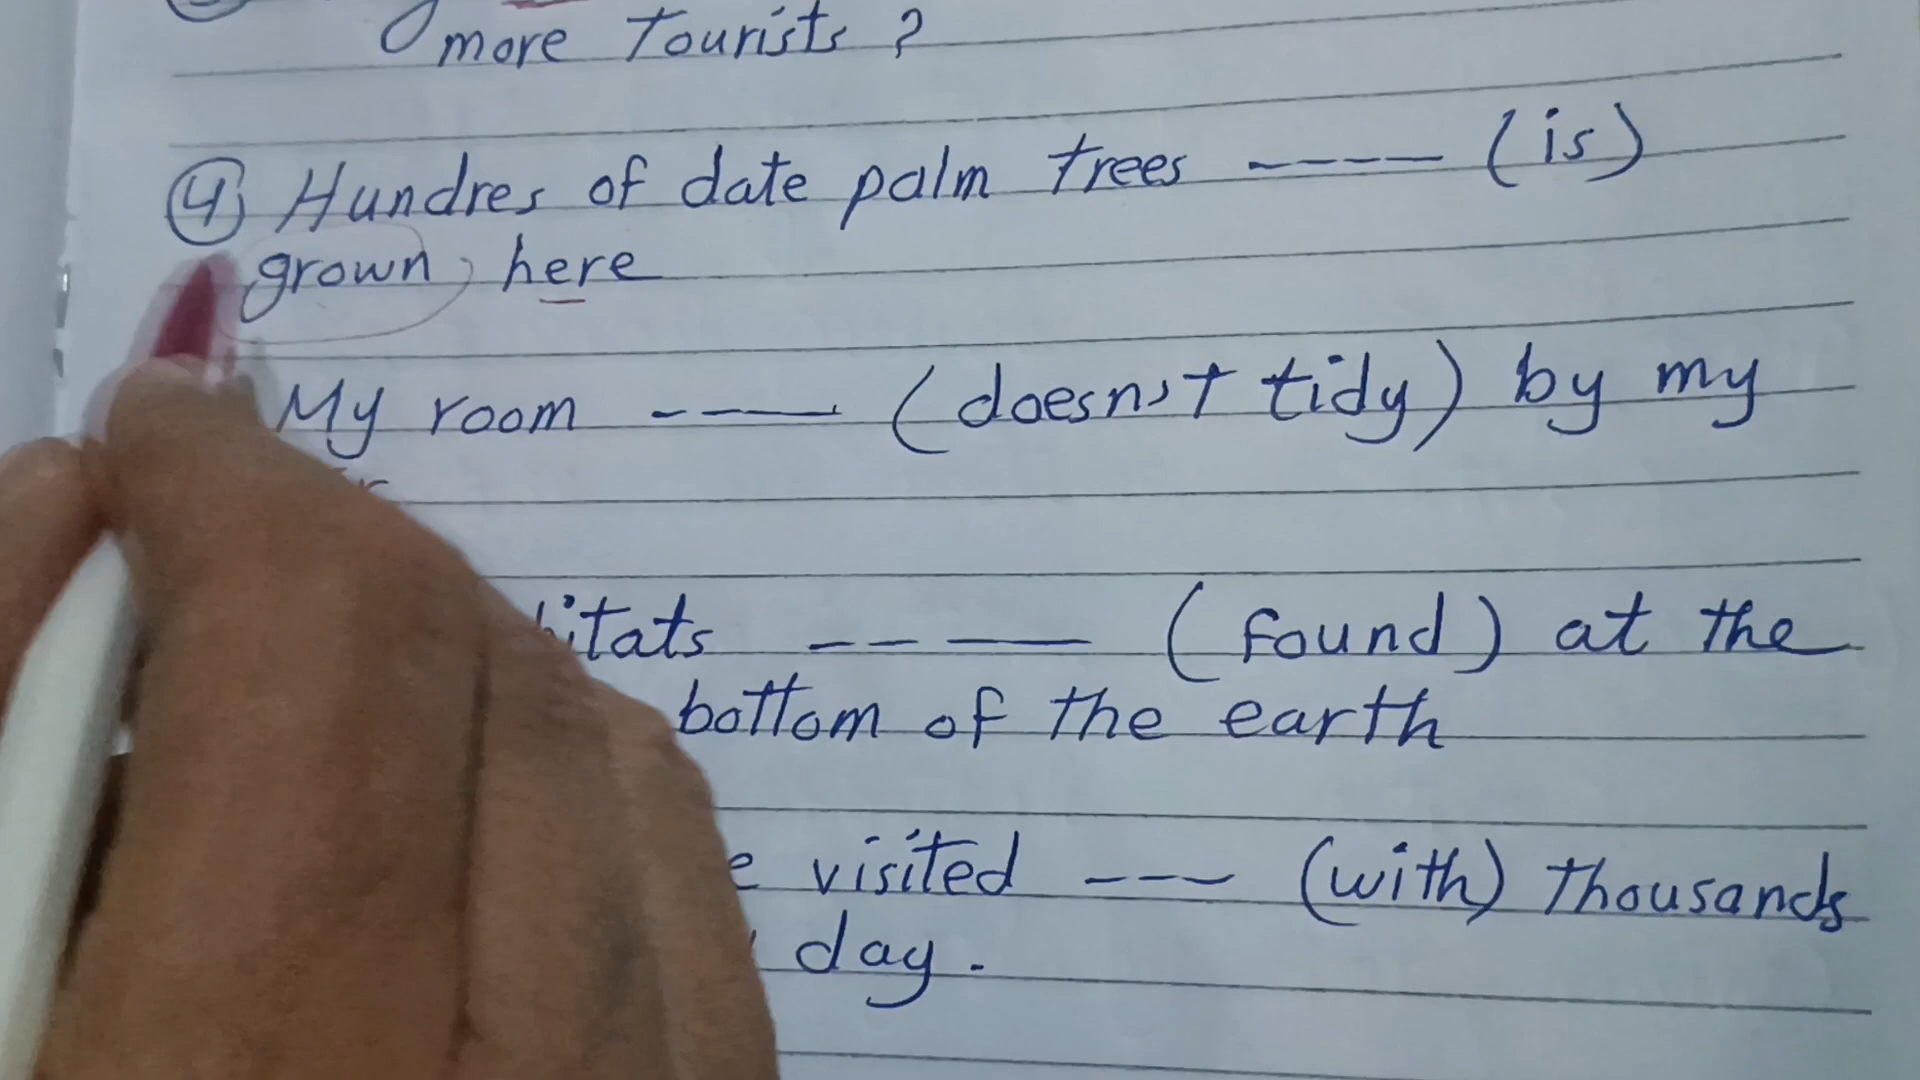 more Tourists ?
④ Hundres of date palm trees ---- (is)
grown here
My room ---- (doesn't tidy) by my
---- (found) at the
bottom of the earth
visited --- (with) thousands
day.